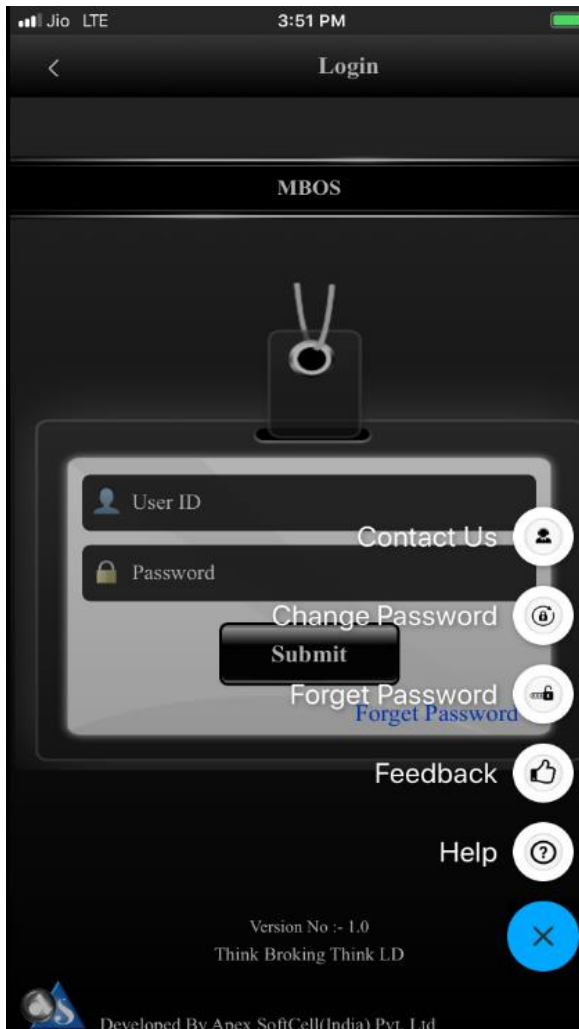 Jio LTE 3:51 PM
Login
MBOS
User ID
Contact Us
Password
Change Password
Submit
Forget Password
Forget Password
Feedback
Help
Version No :- 1.0
Think Broking Think LD
Developed By Apex SoftCell(India) Pvt. Ltd